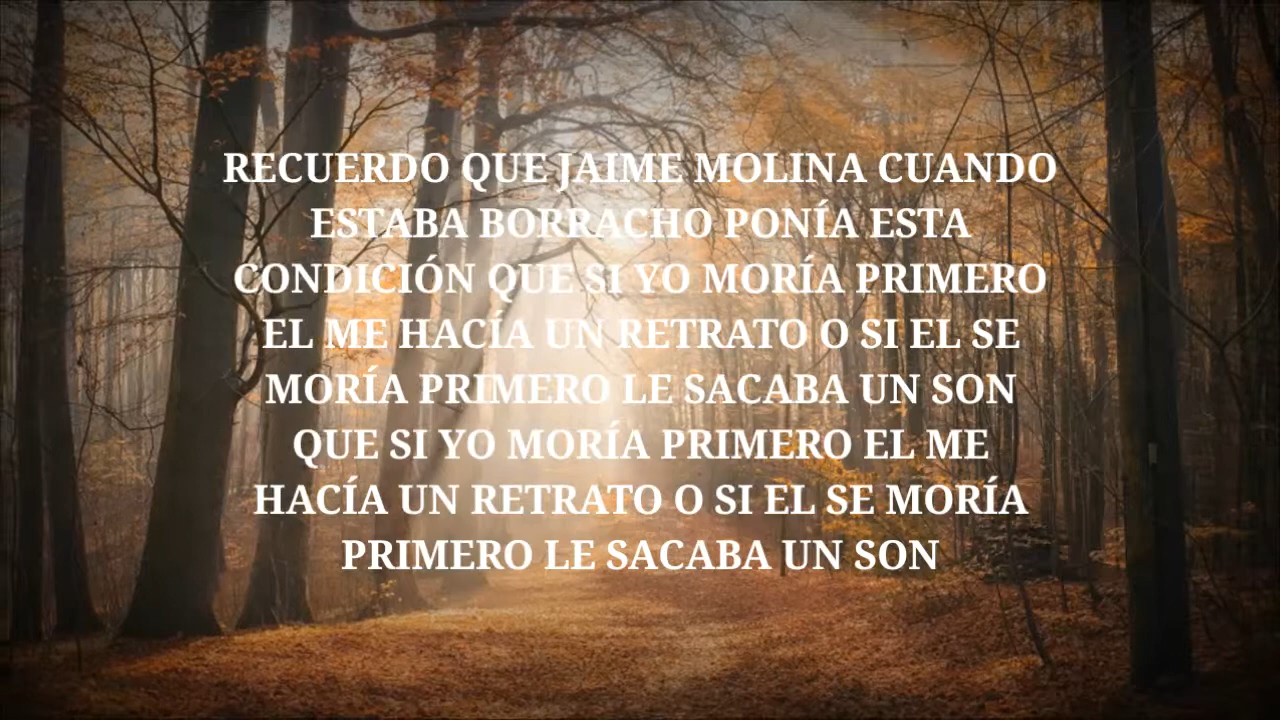 RECUERDO QUE JAIME MOLINA CUANDO
ESTABA BORRACHO PONÍA ESTA
CONDICIÓN QUE SI YO MORÍA PRIMERO
EL ME HACÍA UN RETRATO O SI EL SE
MORÍA PRIMERO LE SACABA UN SON
QUE SI YO MORÍA PRIMERO EL ME
HACÍA UN RETRATO O SI EL SE MORÍA
PRIMERO LE SACABA UN SON